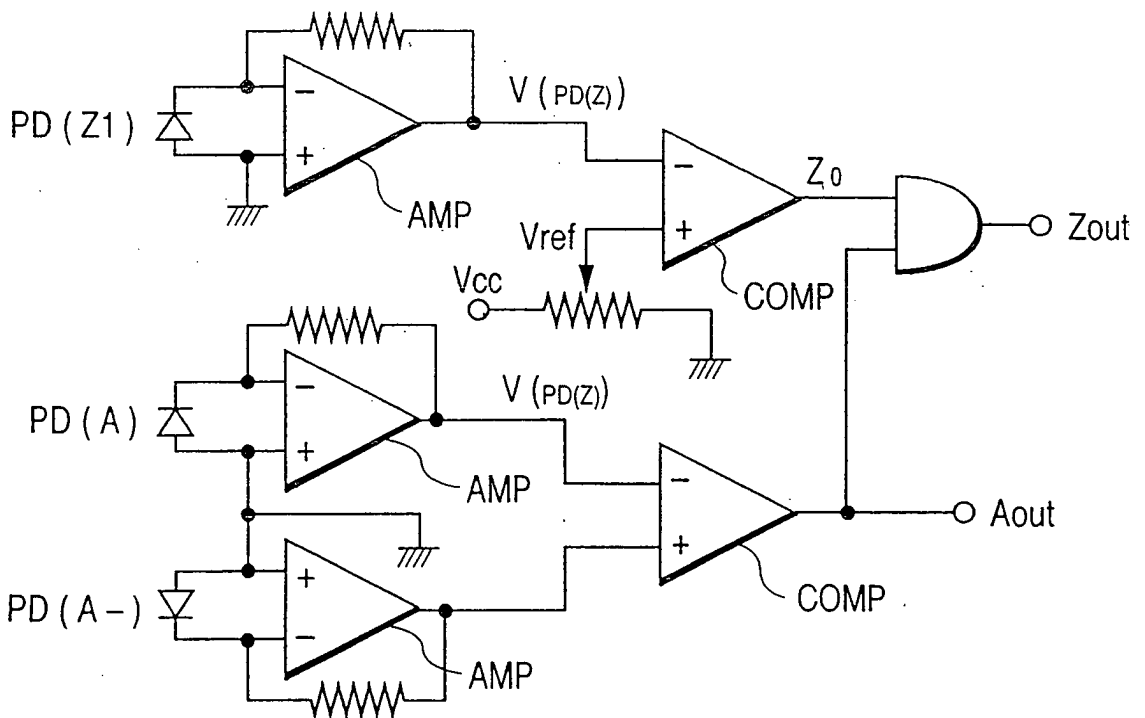 PD (Z1)
−
+
AMP
V (PD(Z))
−
+
COMP
Z0
Zout
Vref
Vcc
PD (A)
−
+
AMP
V (PD(Z))
−
+
COMP
Aout
PD (A−)
+
−
AMP